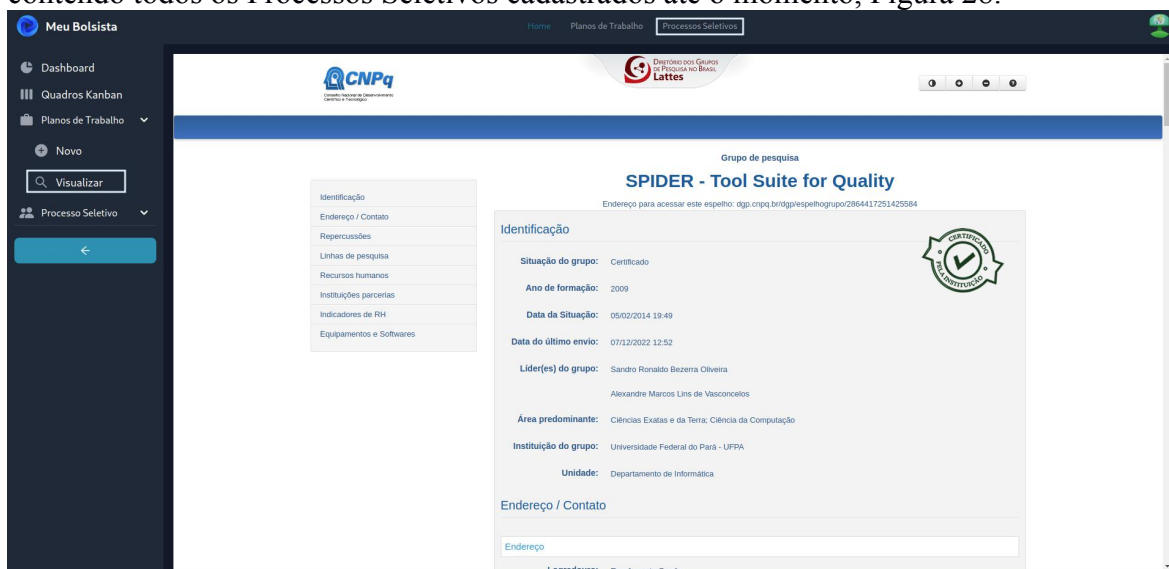 contendo todos os Processos Seletivos cadastrados até o momento, Figura 28.
Meu Bolsista
Home Planos de Trabalho Processos Seletivos
Dashboard
Quadros Kanban
Planos de Trabalho
Novo
Visualizar
Processo Seletivo
CNPq
Conselho Nacional de Desenvolvimento
Científico e Tecnológico
DIRETÓRIO DOS GRUPOS
DE PESQUISA NO BRASIL
Lattes
Grupo de pesquisa
SPIDER - Tool Suite for Quality
Endereço para acessar este espelho: dgp.cnpq.br/dgp/espelhogrupo/2864417251425584
Identificação
Endereço / Contato
Repercussões
Linhas de pesquisa
Recursos humanos
Instituições parcerias
Indicadores de RH
Equipamentos e Softwares
Identificação
CERTIFICADO
PELA INSTITUIÇÃO
Situação do grupo: Certificado
Ano de formação: 2009
Data da Situação: 05/02/2014 19:49
Data do último envio: 07/12/2022 12:52
Líder(es) do grupo: Sandro Ronaldo Bezerra Oliveira
Alexandre Marcos Lins de Vasconcelos
Área predominante: Ciências Exatas e da Terra; Ciência da Computação
Instituição do grupo: Universidade Federal do Pará - UFPA
Unidade: Departamento de Informática
Endereço / Contato
Endereço